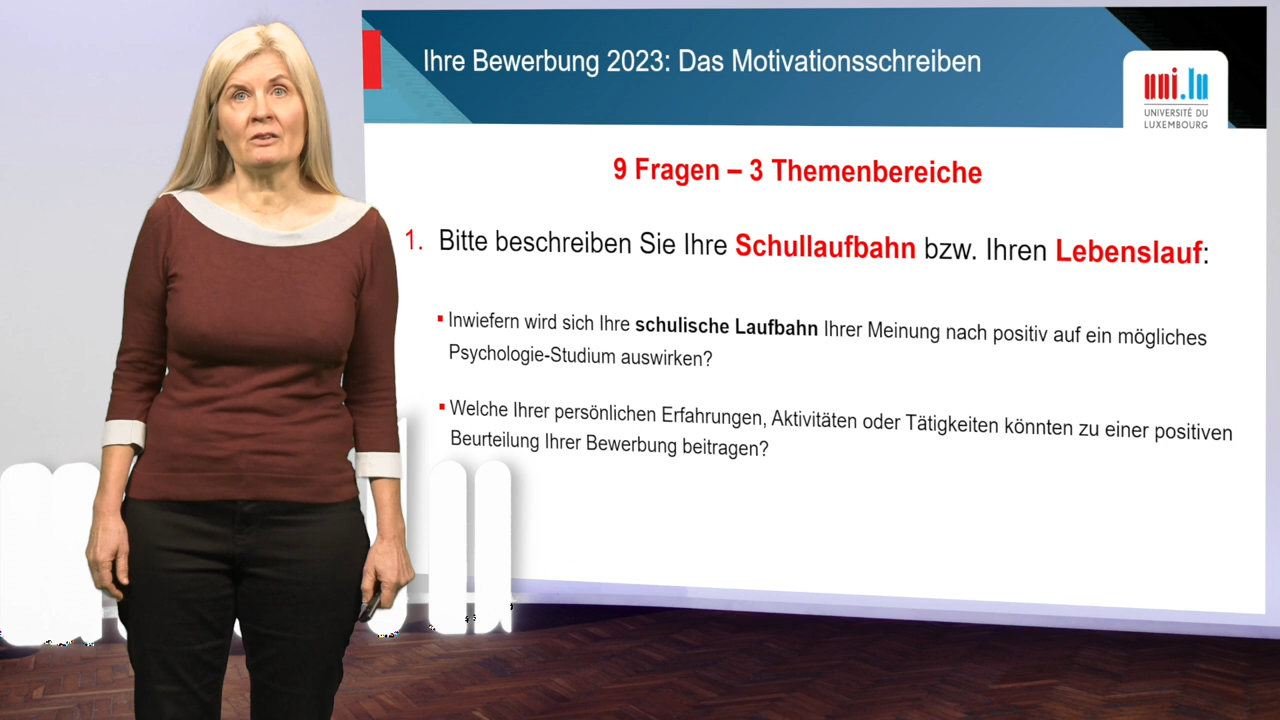 Ihre Bewerbung 2023: Das Motivationsschreiben
uni.lu
UNIVERSITÉ DU
LUXEMBOURG
9 Fragen – 3 Themenbereiche
1. Bitte beschreiben Sie Ihre Schullaufbahn bzw. Ihren Lebenslauf:
▪ Inwiefern wird sich Ihre schulische Laufbahn Ihrer Meinung nach positiv auf ein mögliches
Psychologie-Studium auswirken?
▪ Welche Ihrer persönlichen Erfahrungen, Aktivitäten oder Tätigkeiten könnten zu einer positiven
Beurteilung Ihrer Bewerbung beitragen?